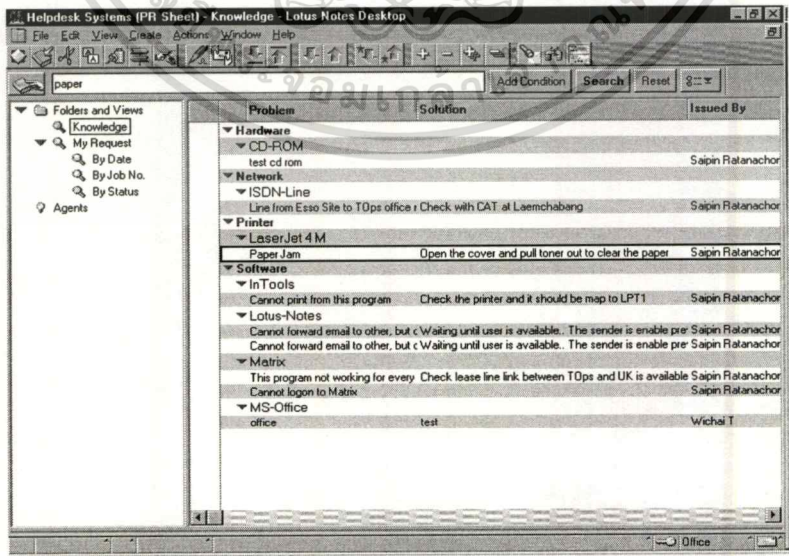 Helpdesk Systems (PR Sheet) - Knowledge - Lotus Notes Desktop
File Edit View Create Actions Window Help
paper Add Condition Search Reset
Folders and Views
Knowledge
My Request
By Date
By Job No.
By Status
Agents
Problem Solution Issued By
Hardware
CD-ROM
test cd rom Saipin Ratanachor
Network
ISDN-Line
Line from Esso Site to TOps office r Check with CAT at Laemchabang Saipin Ratanachor
Printer
LaserJet 4 M
Paper Jam Open the cover and pull toner out to clear the paper Saipin Ratanachor
Software
InTools
Cannot print from this program Check the printer and it should be map to LPT1 Saipin Ratanachor
Lotus-Notes
Cannot forward email to other, but c Waiting until user is available.. The sender is enable pre Saipin Ratanachor
Cannot forward email to other, but c Waiting until user is available.. The sender is enable pre Saipin Ratanachor
Matrix
This program not working for every Check lease line link between TOps and UK is available Saipin Ratanachor
Cannot logon to Matrix Saipin Ratanachor
MS-Office
office test Wichai T
Office